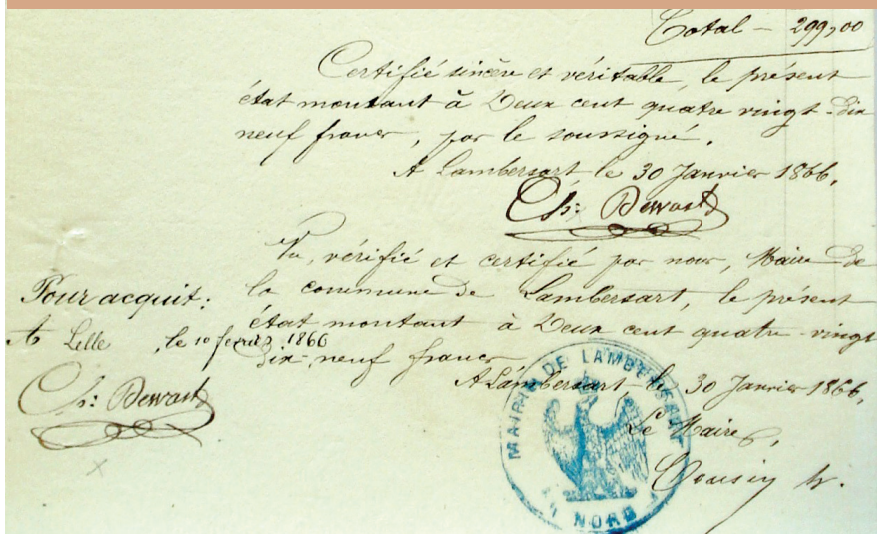 Total — 299,00
Certifié sincère et véritable, le présent
état montant à Deux cent quatre vingt-dix
neuf francs, par le soussigné.
A Lambersart, le 30 Janvier 1866,
Ch: Dewast
Vu, vérifié et certifié par nous, Maire de
la commune de Lambersart, le présent
état montant à Deux cent quatre-vingt
dix-neuf francs
A Lambersart, le 30 Janvier 1866,
Le Maire,
Pour acquit:
A Lille, le 10 février 1866
Ch: Dewast
MAIRIE DE LAMBERSART
NORD